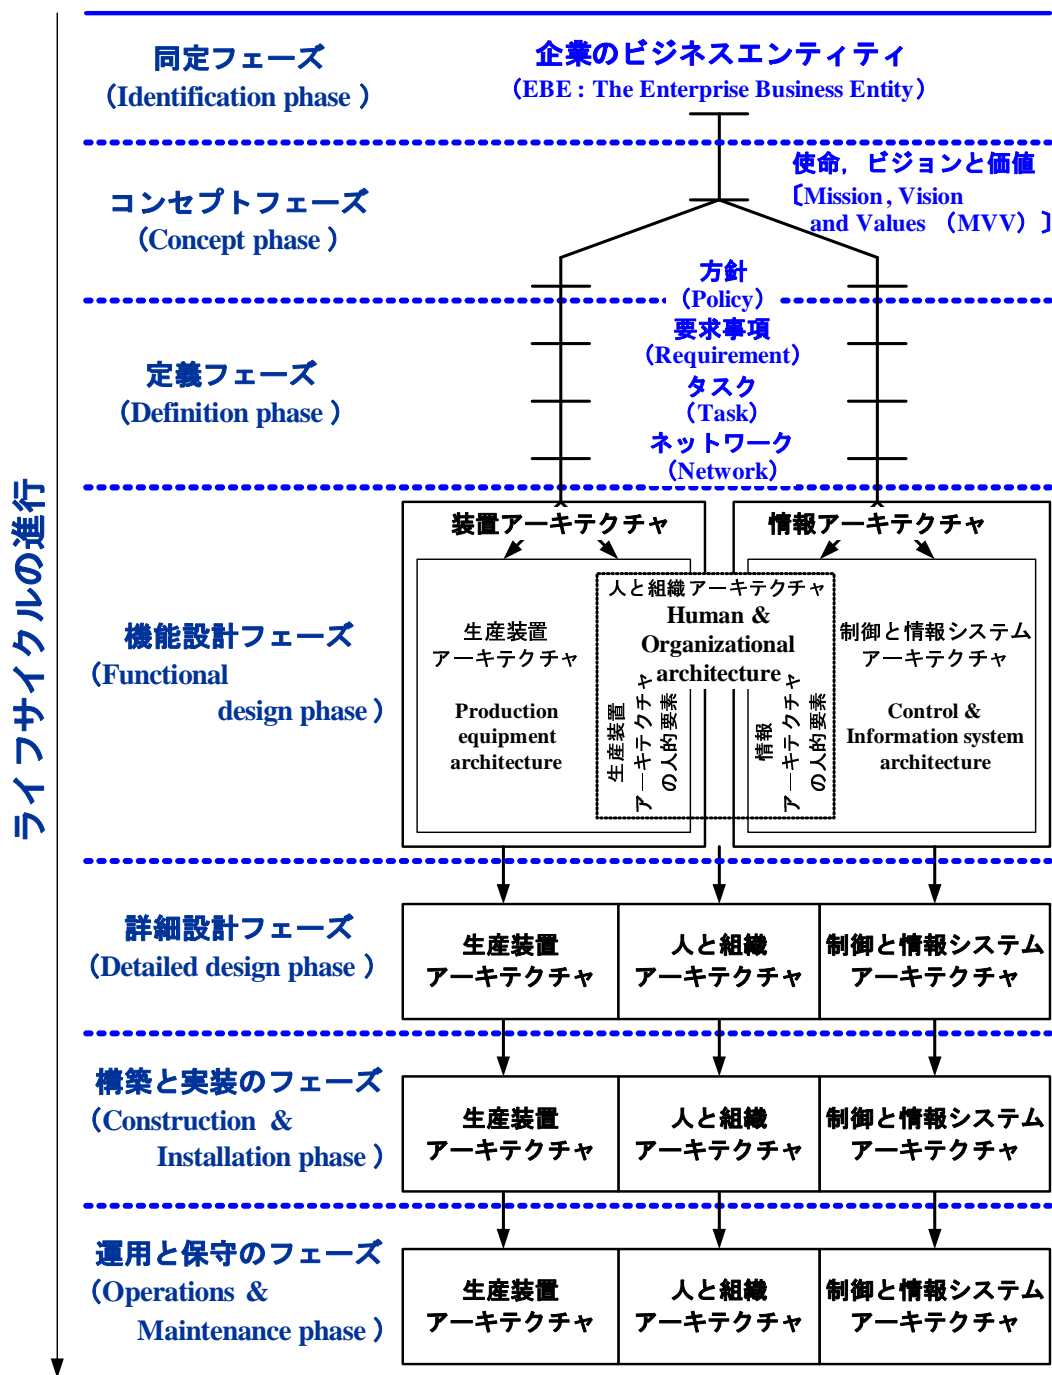 ライフサイクルの進行
同定フェーズ
（Identification phase ）
企業のビジネスエンティティ
（EBE : The Enterprise Business Entity）
コンセプトフェーズ
（Concept phase ）
使命，ビジョンと価値
〔Mission , Vision
and Values （MVV）〕
方針
（Policy）
定義フェーズ
（Definition phase ）
要求事項
（Requirement）
タスク
（Task）
ネットワーク
（Network）
機能設計フェーズ
（Functional
design phase ）
装置アーキテクチャ
情報アーキテクチャ
生産装置
アーキテクチャ
Production
equipment
architecture
人と組織アーキテクチャ
Human &
Organizational
architecture
生産装置
アーキテクチャ
の人的要素
情報
アーキテクチャ
の人的要素
制御と情報システム
アーキテクチャ
Control &
Information system
architecture
詳細設計フェーズ
（Detailed design phase ）
生産装置
アーキテクチャ
人と組織
アーキテクチャ
制御と情報システム
アーキテクチャ
構築と実装のフェーズ
（Construction &
Installation phase ）
生産装置
アーキテクチャ
人と組織
アーキテクチャ
制御と情報システム
アーキテクチャ
運用と保守のフェーズ
（Operations &
Maintenance phase ）
生産装置
アーキテクチャ
人と組織
アーキテクチャ
制御と情報システム
アーキテクチャ